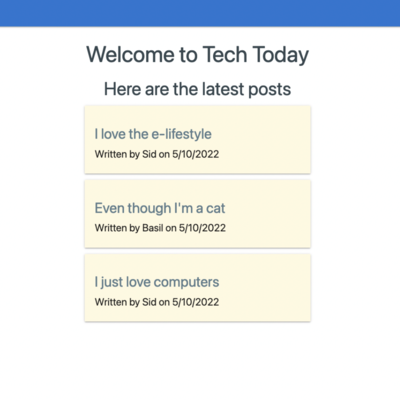 Welcome to Tech Today
Here are the latest posts
I love the e-lifestyle
Written by Sid on 5/10/2022
Even though I'm a cat
Written by Basil on 5/10/2022
I just love computers
Written by Sid on 5/10/2022